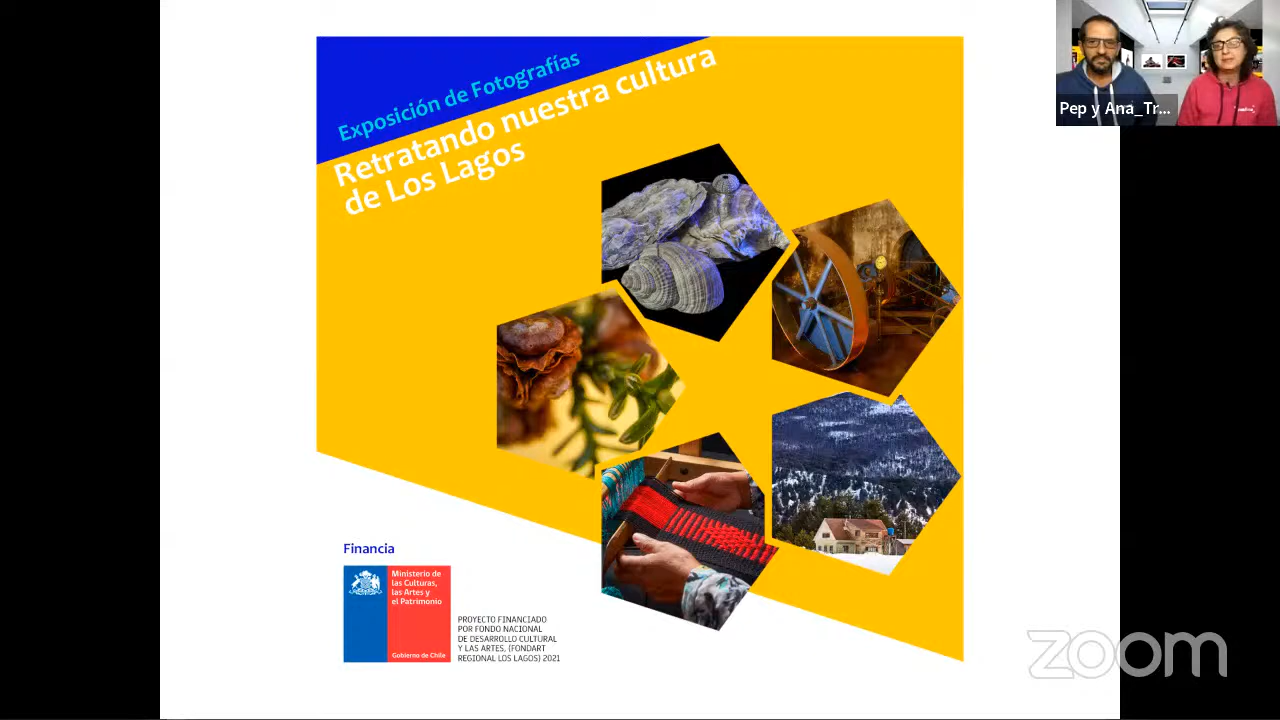 Exposición de Fotografías
Retratando nuestra cultura
de Los Lagos
Pep y Ana_Tr...
Financia
Ministerio de
las Culturas,
las Artes y
el Patrimonio
Gobierno de Chile
PROYECTO FINANCIADO
POR FONDO NACIONAL
DE DESARROLLO CULTURAL
Y LAS ARTES, (FONDART
REGIONAL LOS LAGOS) 2021
zoom